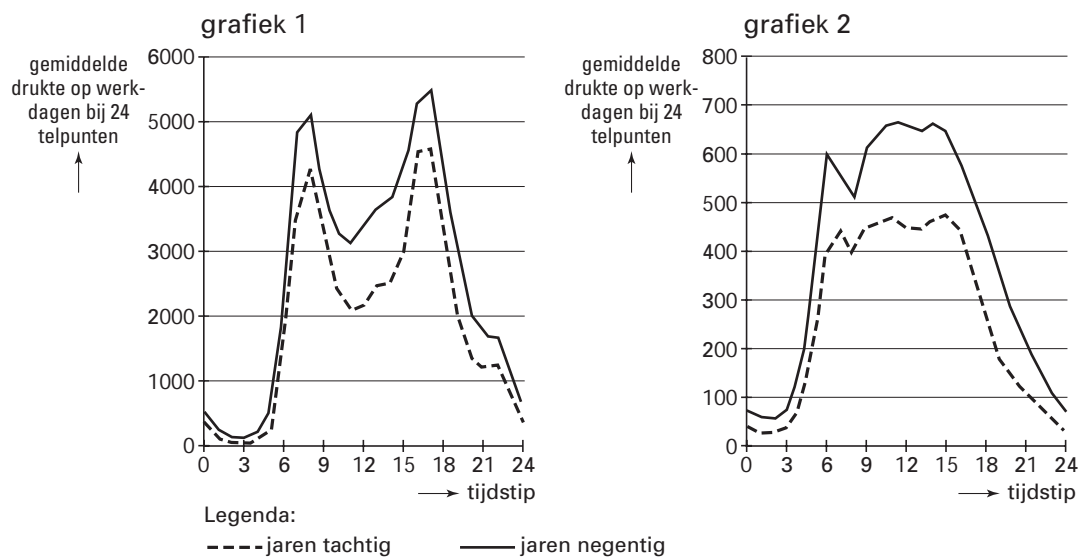 grafiek 1
gemiddelde
drukte op werk-
dagen bij 24
telpunten
6000
5000
4000
3000
2000
1000
0
0 3 6 9 12 15 18 21 24
tijdstip
grafiek 2
gemiddelde
drukte op werk-
dagen bij 24
telpunten
800
700
600
500
400
300
200
100
0
0 3 6 9 12 15 18 21 24
tijdstip
Legenda:
jaren tachtig jaren negentig